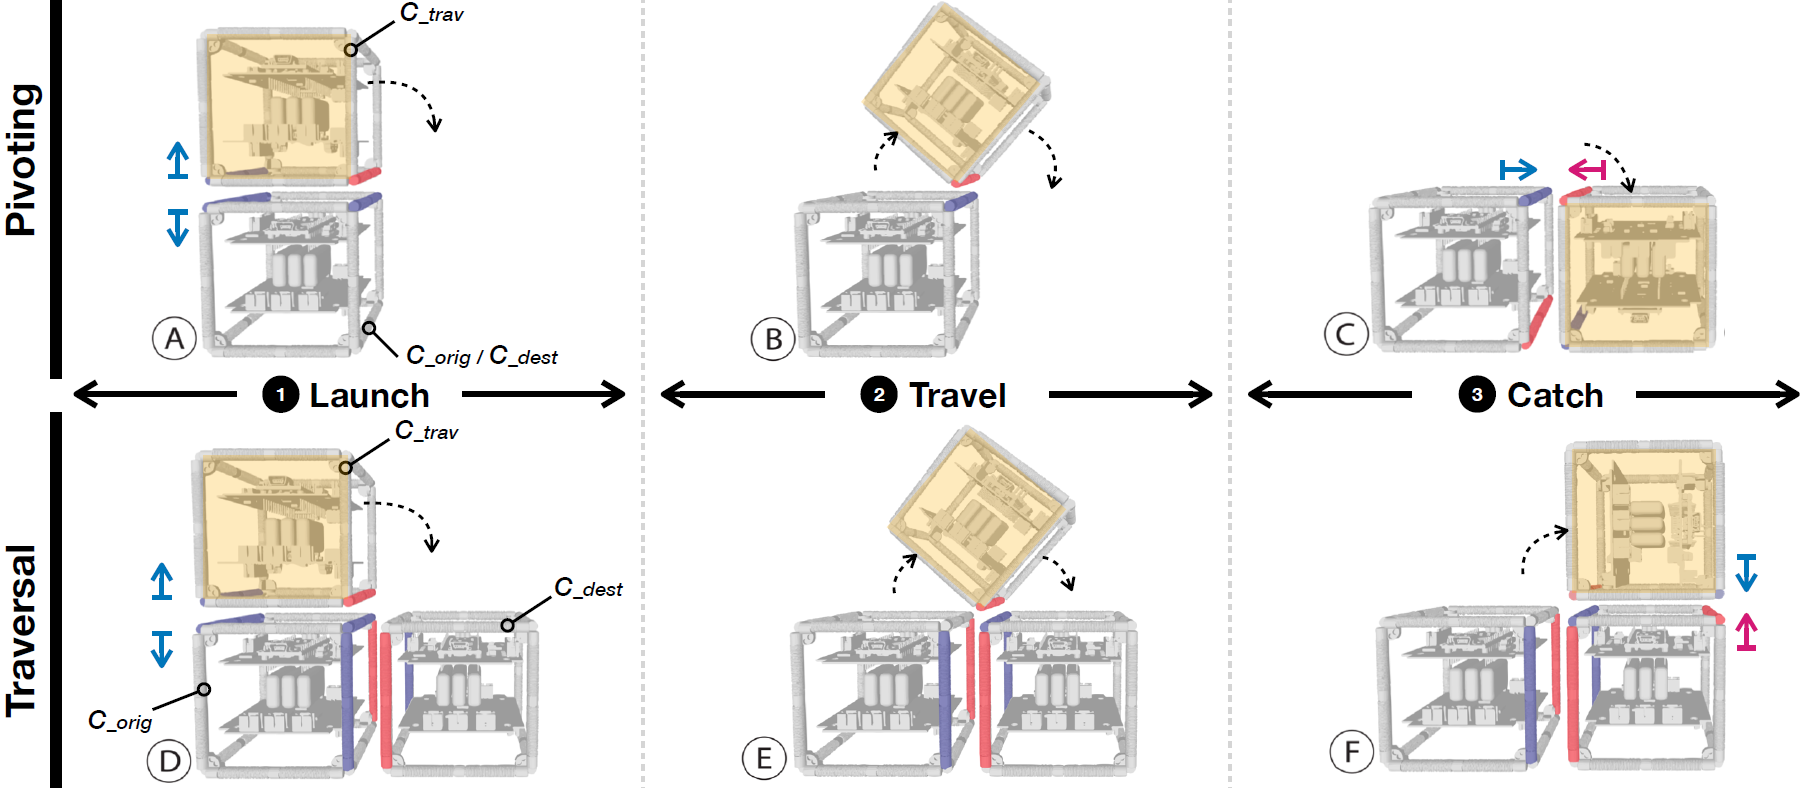 Pivoting
C_trav
A
C_orig / C_dest
B
C
1 Launch
2 Travel
3 Catch
Traversal
C_trav
C_dest
C_orig
D
E
F